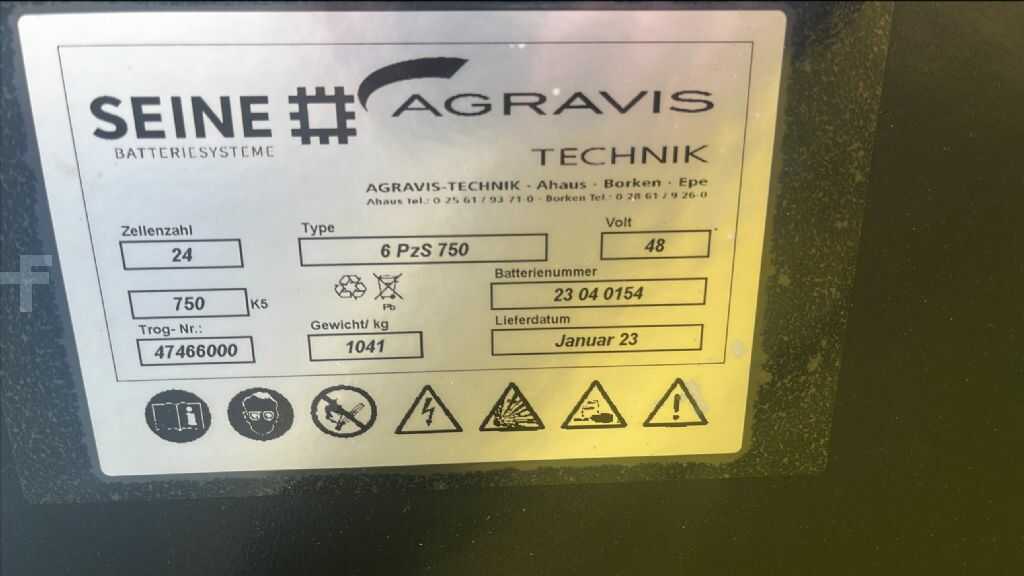 SEINE AGRAVIS
BATTERIESYSTEME
TECHNIK
AGRAVIS-TECHNIK · Ahaus · Borken · Epe
Ahaus Tel.: 0 25 61 / 93 71-0 · Borken Tel.: 0 28 61 / 9 26-0
Zellenzahl Type Volt
24 6 PzS 750 48
Batterienummer
750 K5 Pb 23 04 0154
Trog- Nr.: Gewicht/ kg Lieferdatum
47466000 1041 Januar 23